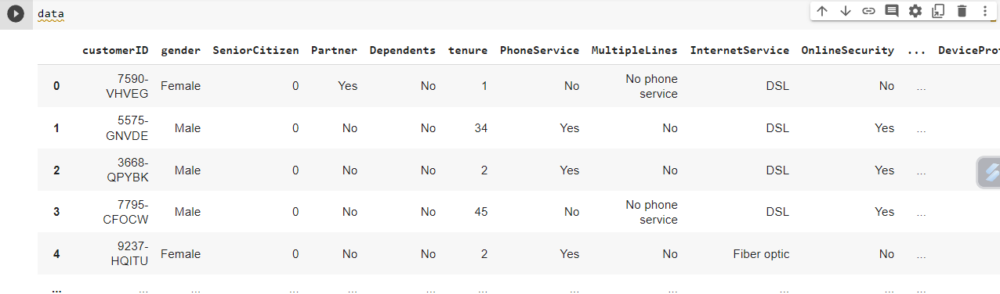 data
customerID gender SeniorCitizen Partner Dependents tenure PhoneService MultipleLines InternetService OnlineSecurity ... DeviceProt
0 7590-VHVEG Female 0 Yes No 1 No No phone service DSL No ...
1 5575-GNVDE Male 0 No No 34 Yes No DSL Yes ...
2 3668-QPYBK Male 0 No No 2 Yes No DSL Yes ...
3 7795-CFOCW Male 0 No No 45 No No phone service DSL Yes ...
4 9237-HQITU Female 0 No No 2 Yes No Fiber optic No ...
... ... ... ... ... ... ... ... ... ... ... ...